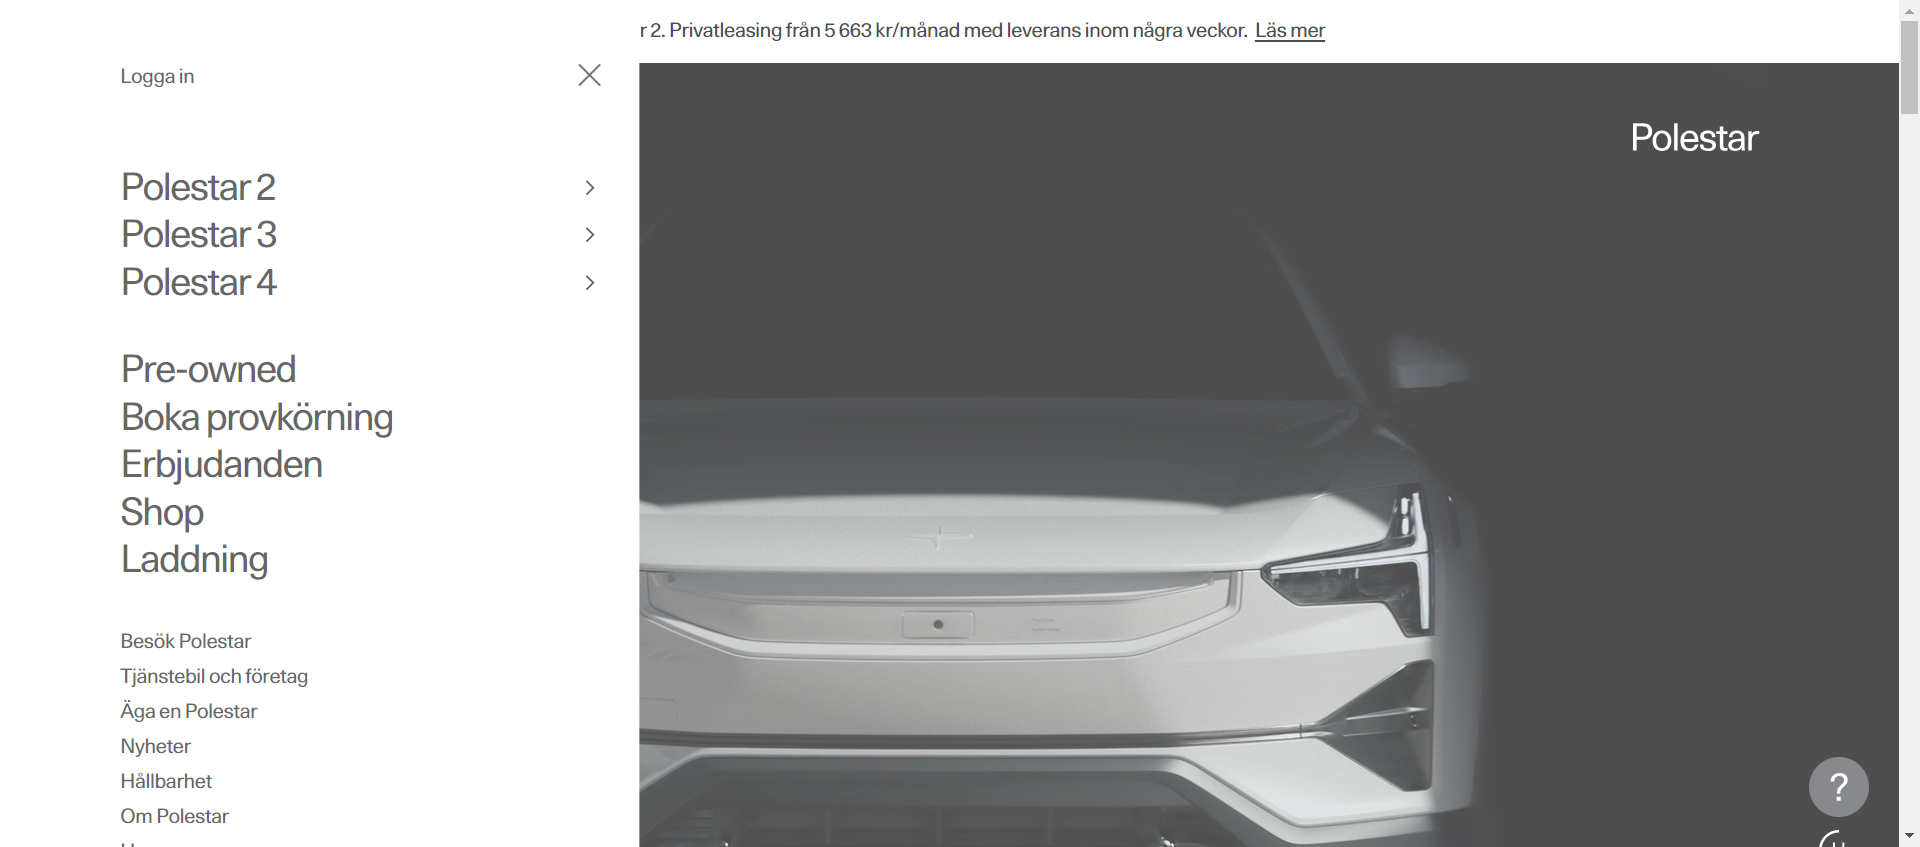 r 2. Privatleasing från 5 663 kr/månad med leverans inom några veckor. Läs mer
Logga in
Polestar
Polestar 2
Polestar 3
Polestar 4
Pre-owned
Boka provkörning
Erbjudanden
Shop
Laddning
Besök Polestar
Tjänstebil och företag
Äga en Polestar
Nyheter
Hållbarhet
Om Polestar
?